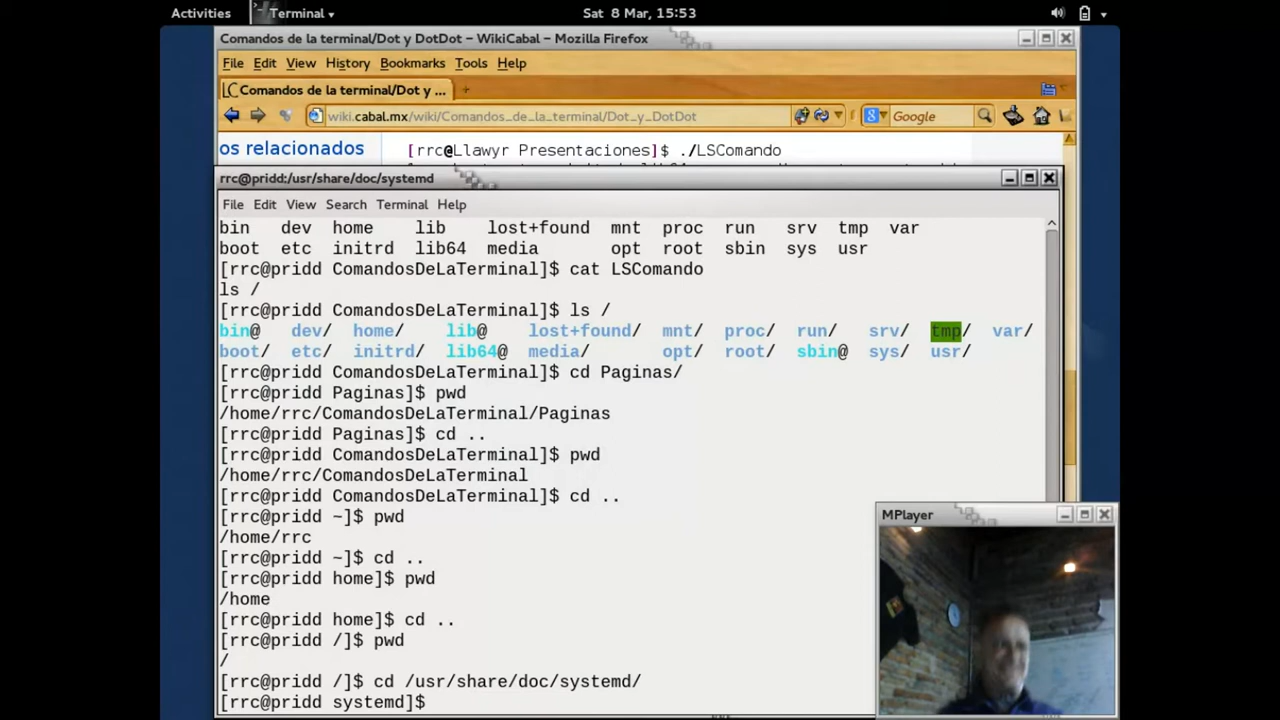 Activities Terminal Sat 8 Mar, 15:53
Comandos de la terminal/Dot y DotDot – WikiCabal – Mozilla Firefox
File Edit View History Bookmarks Tools Help
Comandos de la terminal/Dot y ...
wiki.cabal.mx/wiki/Comandos_de_la_terminal/Dot_y_DotDot Google
os relacionados [rrc@Llawyr Presentaciones]$ ./LSComando
rrc@pridd:/usr/share/doc/systemd
File Edit View Search Terminal Help
bin dev home lib lost+found mnt proc run srv tmp var
boot etc initrd lib64 media opt root sbin sys usr
[rrc@pridd ComandosDeLaTerminal]$ cat LSComando
ls /
[rrc@pridd ComandosDeLaTerminal]$ ls /
bin@ dev/ home/ lib@ lost+found/ mnt/ proc/ run/ srv/ tmp/ var/
boot/ etc/ initrd/ lib64@ media/ opt/ root/ sbin@ sys/ usr/
[rrc@pridd ComandosDeLaTerminal]$ cd Paginas/
[rrc@pridd Paginas]$ pwd
/home/rrc/ComandosDeLaTerminal/Paginas
[rrc@pridd Paginas]$ cd ..
[rrc@pridd ComandosDeLaTerminal]$ pwd
/home/rrc/ComandosDeLaTerminal
[rrc@pridd ComandosDeLaTerminal]$ cd ..
[rrc@pridd ~]$ pwd
/home/rrc
[rrc@pridd ~]$ cd ..
[rrc@pridd home]$ pwd
/home
[rrc@pridd home]$ cd ..
[rrc@pridd /]$ pwd
/
[rrc@pridd /]$ cd /usr/share/doc/systemd/
[rrc@pridd systemd]$
MPlayer